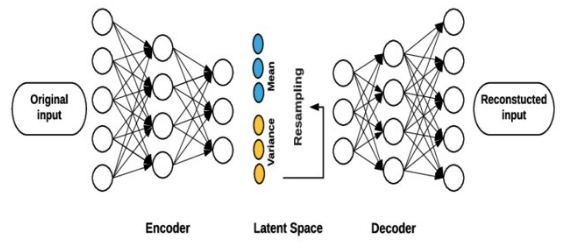 Original
input
Mean
Variance
Resampling
Reconstucted
input
Encoder
Latent Space
Decoder